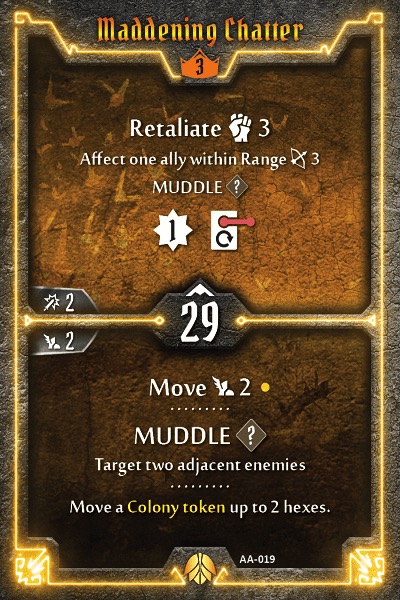 Maddening Chatter
3
Retaliate 3
Affect one ally within Range 3
MUDDLE ?
1
2
29
2
Move 2
MUDDLE ?
Target two adjacent enemies
Move a Colony token up to 2 hexes.
AA-019